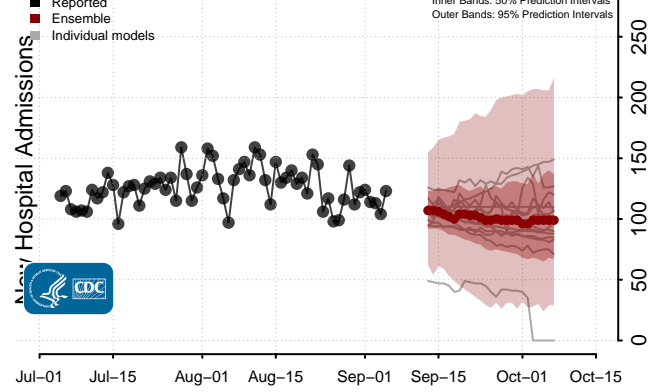 Reported
Ensemble
Individual models
Inner Bands: 50% Prediction Intervals
Outer Bands: 95% Prediction Intervals
New Hospital Admissions
CDC
250
200
150
100
50
0
Jul–01
Jul–15
Aug–01
Aug–15
Sep–01
Sep–15
Oct–01
Oct–15